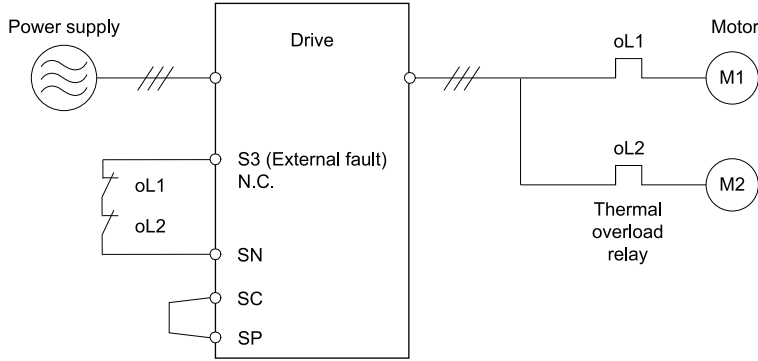 Power supply
Drive
oL1
Motor
M1
S3 (External fault)
N.C.
oL1
oL2
oL2
M2
Thermal
overload
relay
SN
SC
SP